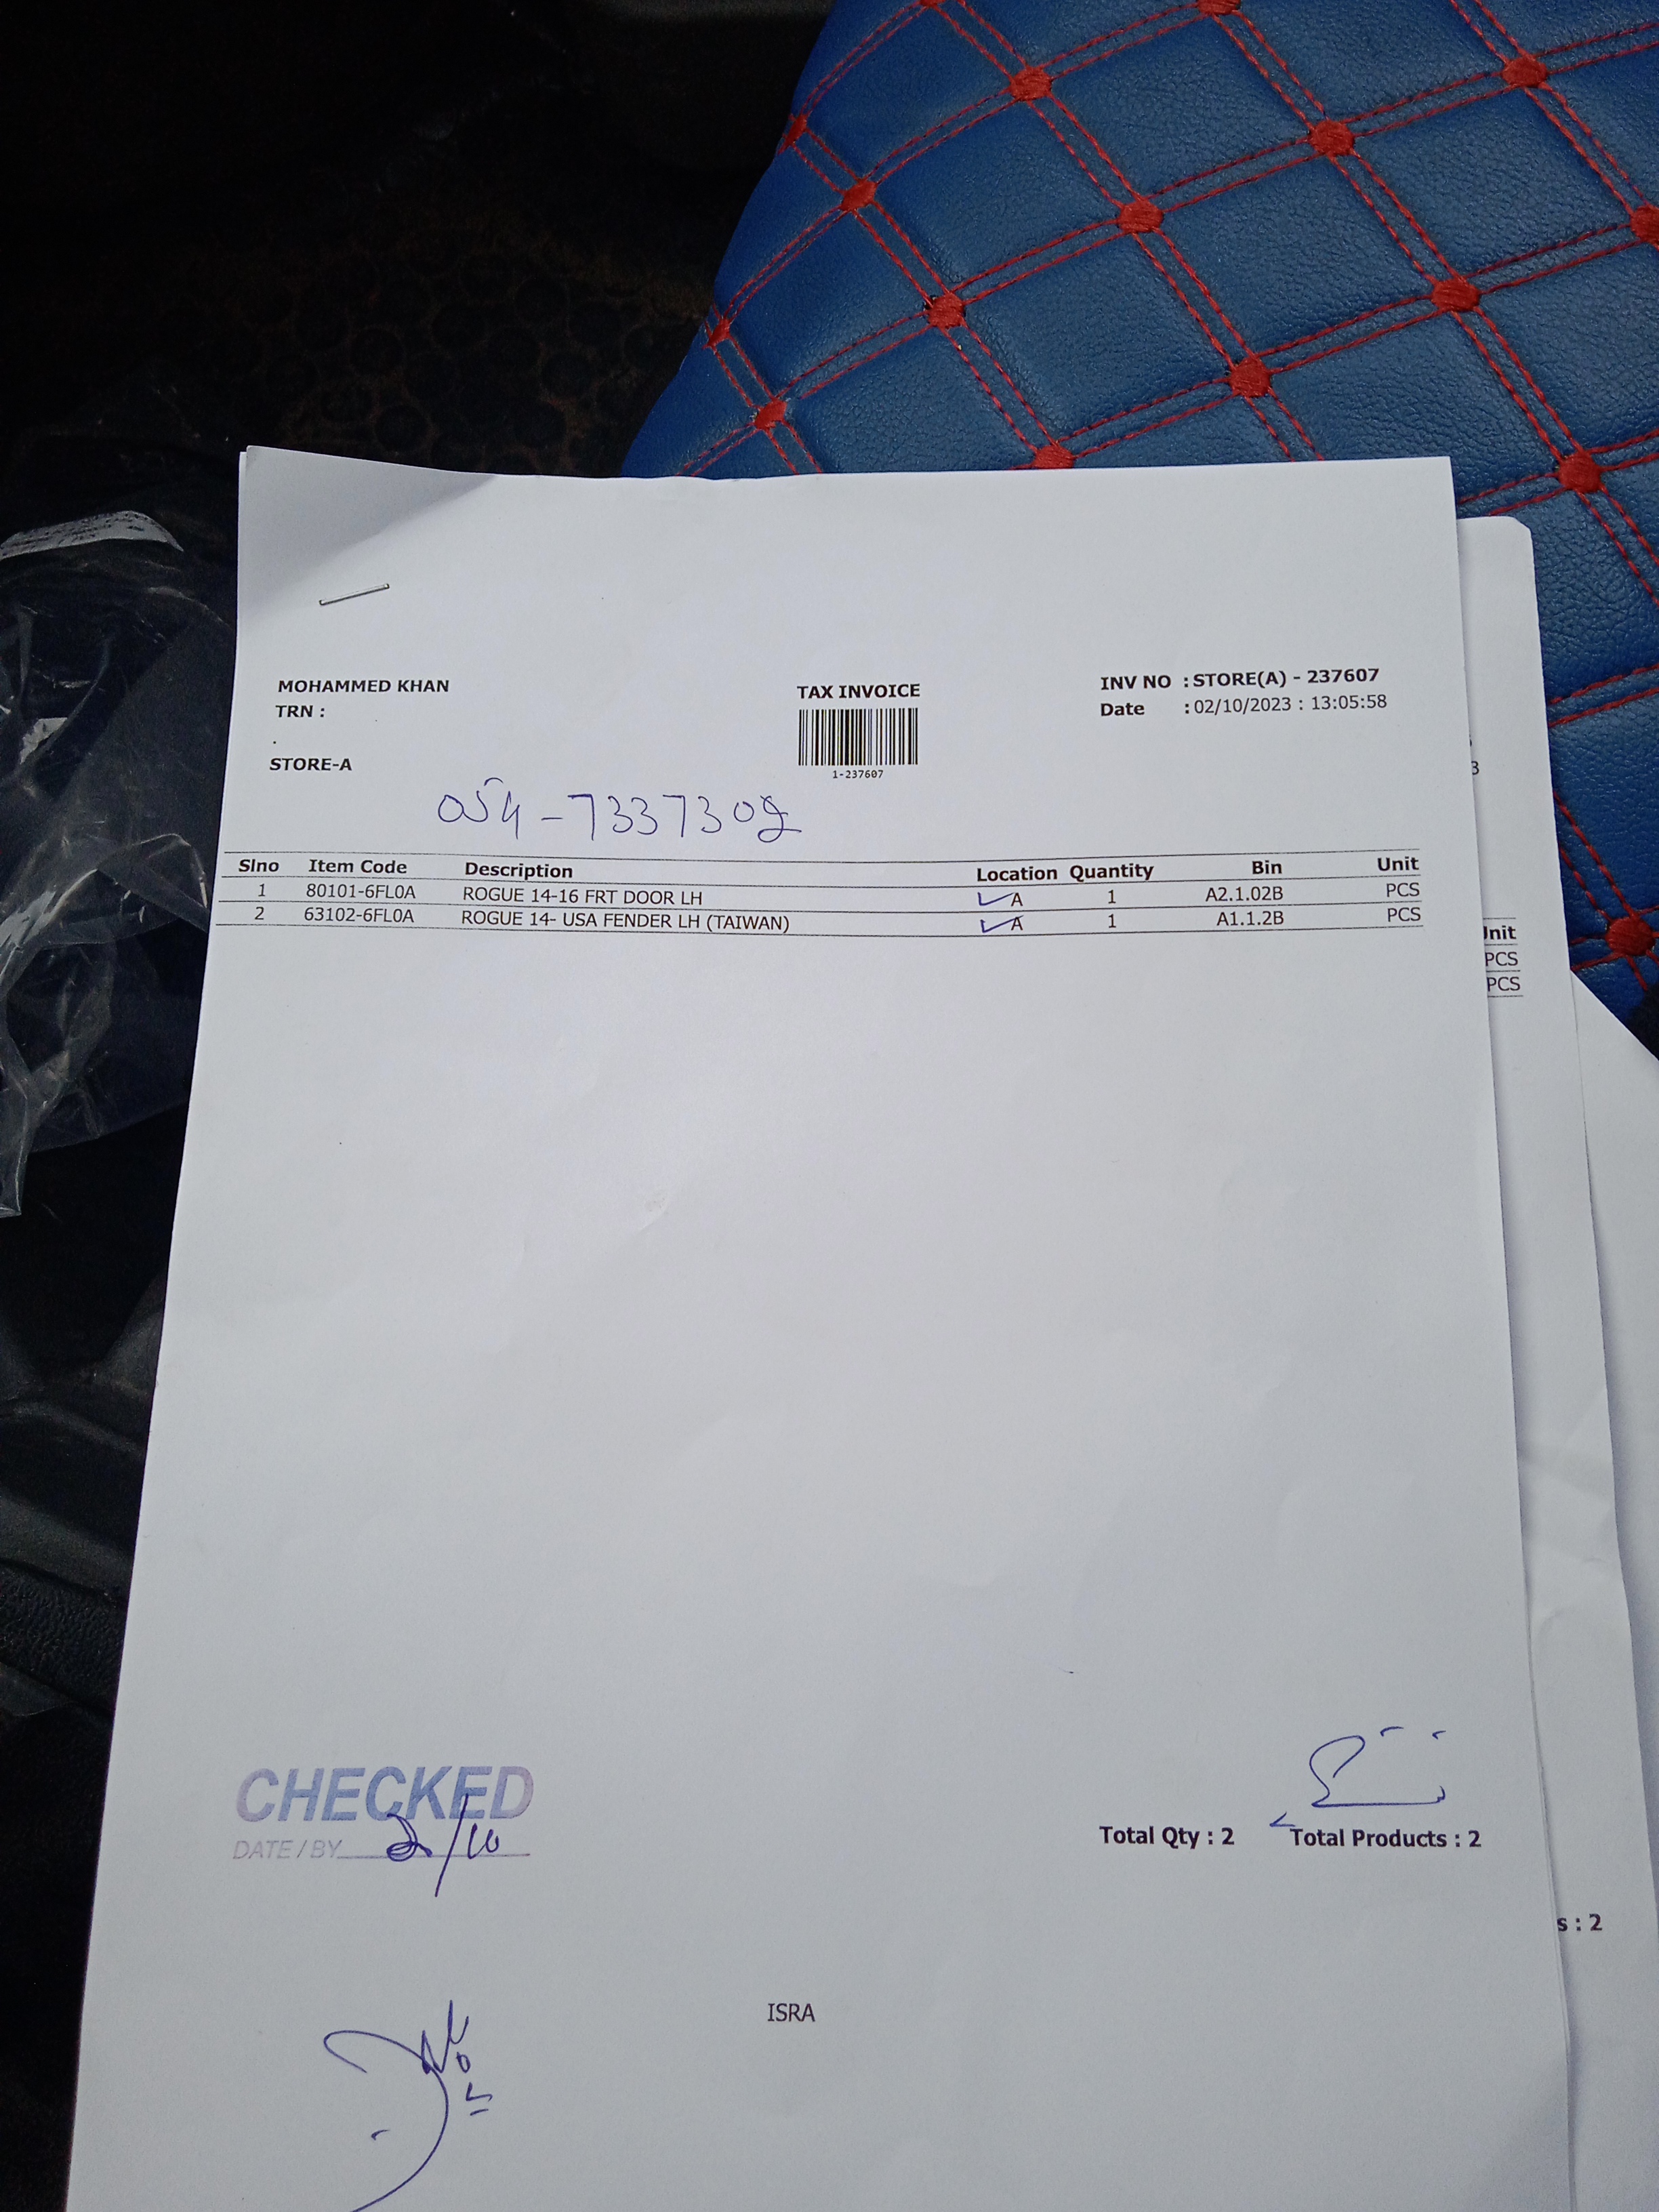 MOHAMMED KHAN
TRN :
.
STORE-A
TAX INVOICE
1-237607
INV NO : STORE(A) - 237607
Date : 02/10/2023 : 13:05:58
Slno Item Code Description Location Quantity Bin Unit
1 80101-6FL0A ROGUE 14-16 FRT DOOR LH A 1 A2.1.02B PCS
2 63102-6FL0A ROGUE 14- USA FENDER LH (TAIWAN) A 1 A1.1.2B PCS
CHECKED
DATE / BY 2/10
Total Qty : 2 Total Products : 2
ISRA
3
Unit
PCS
PCS
s : 2